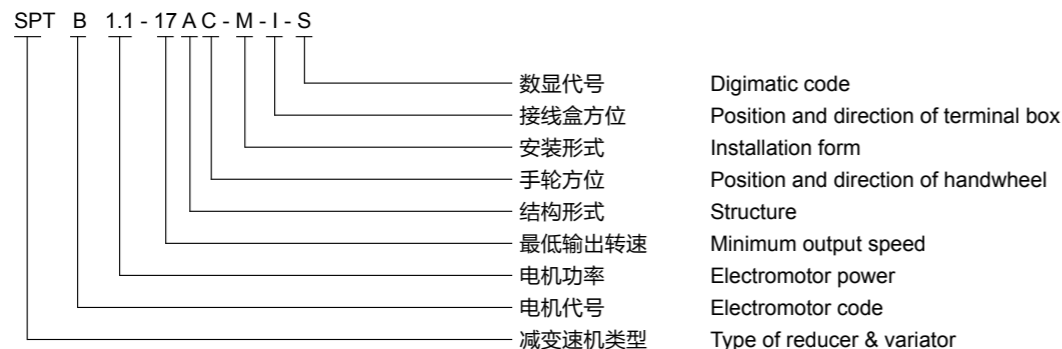 SPT B 1.1 - 17 A C - M - I - S
数显代号 Digimatic code
接线盒方位 Position and direction of terminal box
安装形式 Installation form
手轮方位 Position and direction of handwheel
结构形式 Structure
最低输出转速 Minimum output speed
电机功率 Electromotor power
电机代号 Electromotor code
减变速机类型 Type of reducer & variator